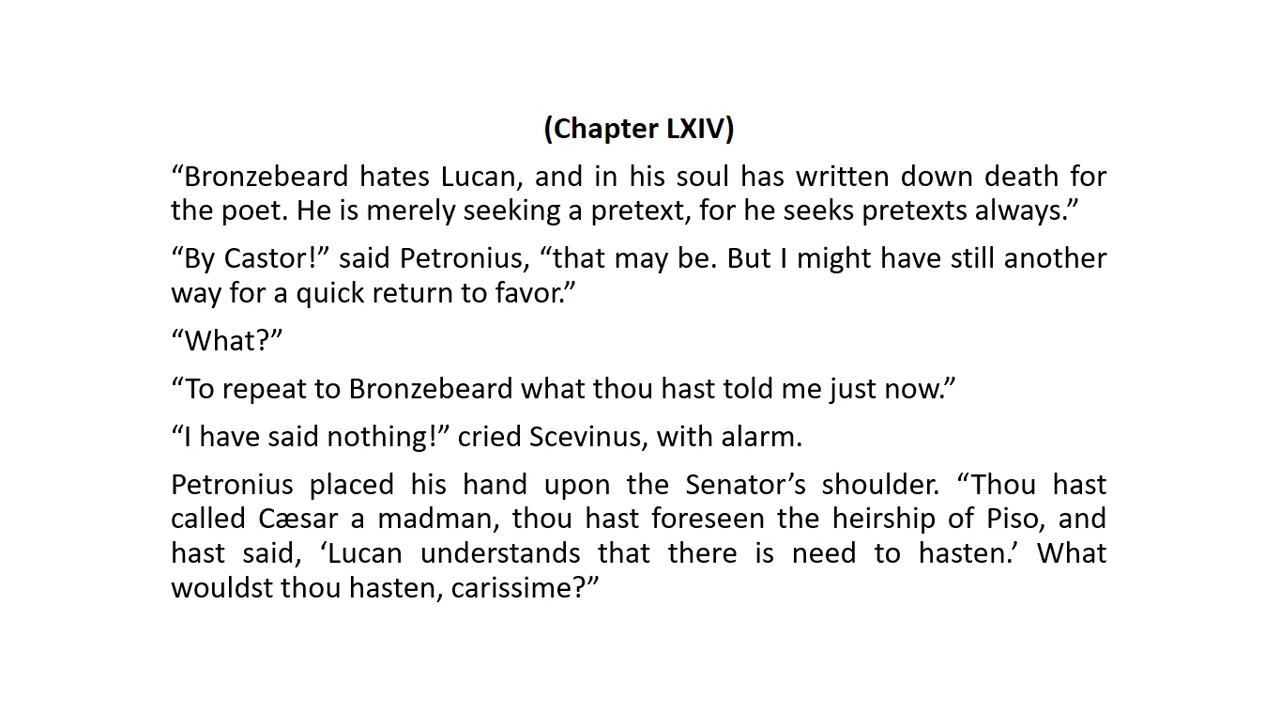 (Chapter LXIV)
“Bronzebeard hates Lucan, and in his soul has written down death for
the poet. He is merely seeking a pretext, for he seeks pretexts always.”
“By Castor!” said Petronius, “that may be. But I might have still another
way for a quick return to favor.”
“What?”
“To repeat to Bronzebeard what thou hast told me just now.”
“I have said nothing!” cried Scevinus, with alarm.
Petronius placed his hand upon the Senator’s shoulder. “Thou hast
called Cæsar a madman, thou hast foreseen the heirship of Piso, and
hast said, ‘Lucan understands that there is need to hasten.’ What
wouldst thou hasten, carissime?”